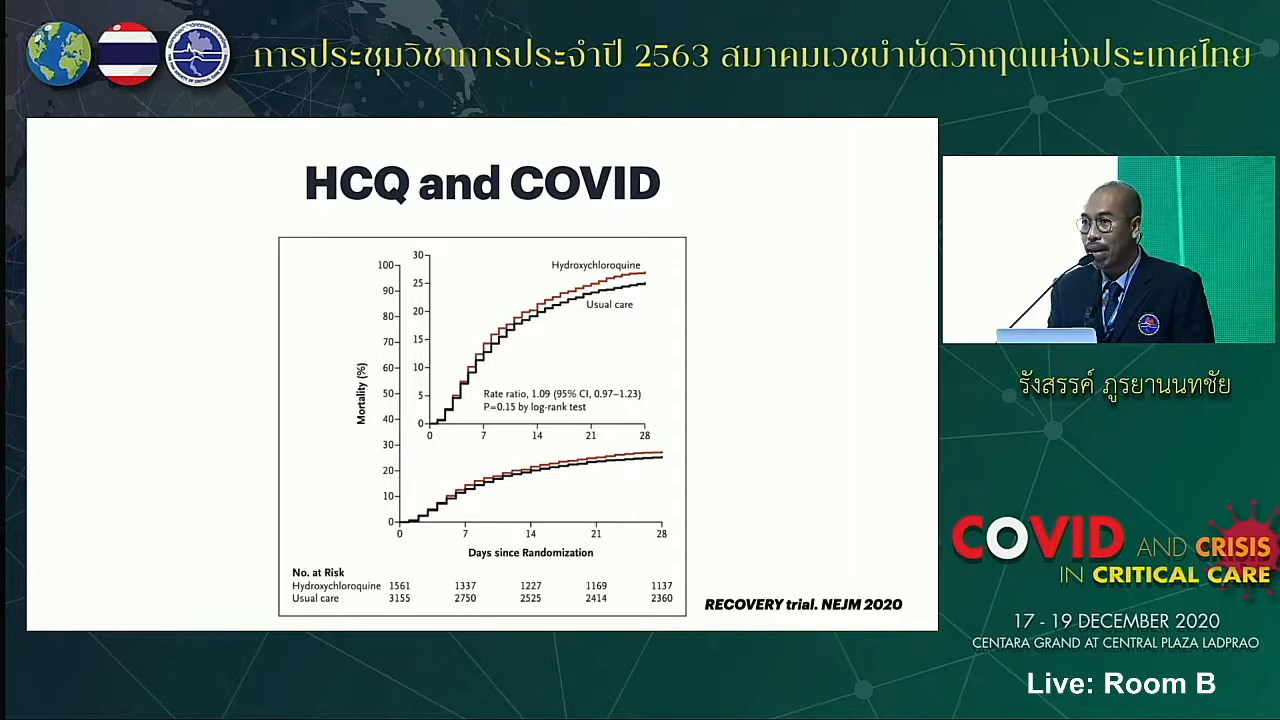 การประชุมวิชาการประจำปี 2563 สมาคมเวชบำบัดวิกฤตแห่งประเทศไทย
HCQ and COVID
30
25
20
15
10
5
0
0 7 14 21 28
Hydroxychloroquine
Usual care
Rate ratio, 1.09 (95% CI, 0.97–1.23)
P=0.15 by log-rank test
Mortality (%)
100
90
80
70
60
50
40
30
20
10
0
0 7 14 21 28
Days since Randomization
No. at Risk
Hydroxychloroquine 1561 1337 1227 1169 1137
Usual care 3155 2750 2525 2414 2360
RECOVERY trial. NEJM 2020
รังสรรค์ ภูรยานนทชัย
COVID AND CRISIS
IN CRITICAL CARE
17 - 19 DECEMBER 2020
CENTARA GRAND AT CENTRAL PLAZA LADPRAO
Live: Room B